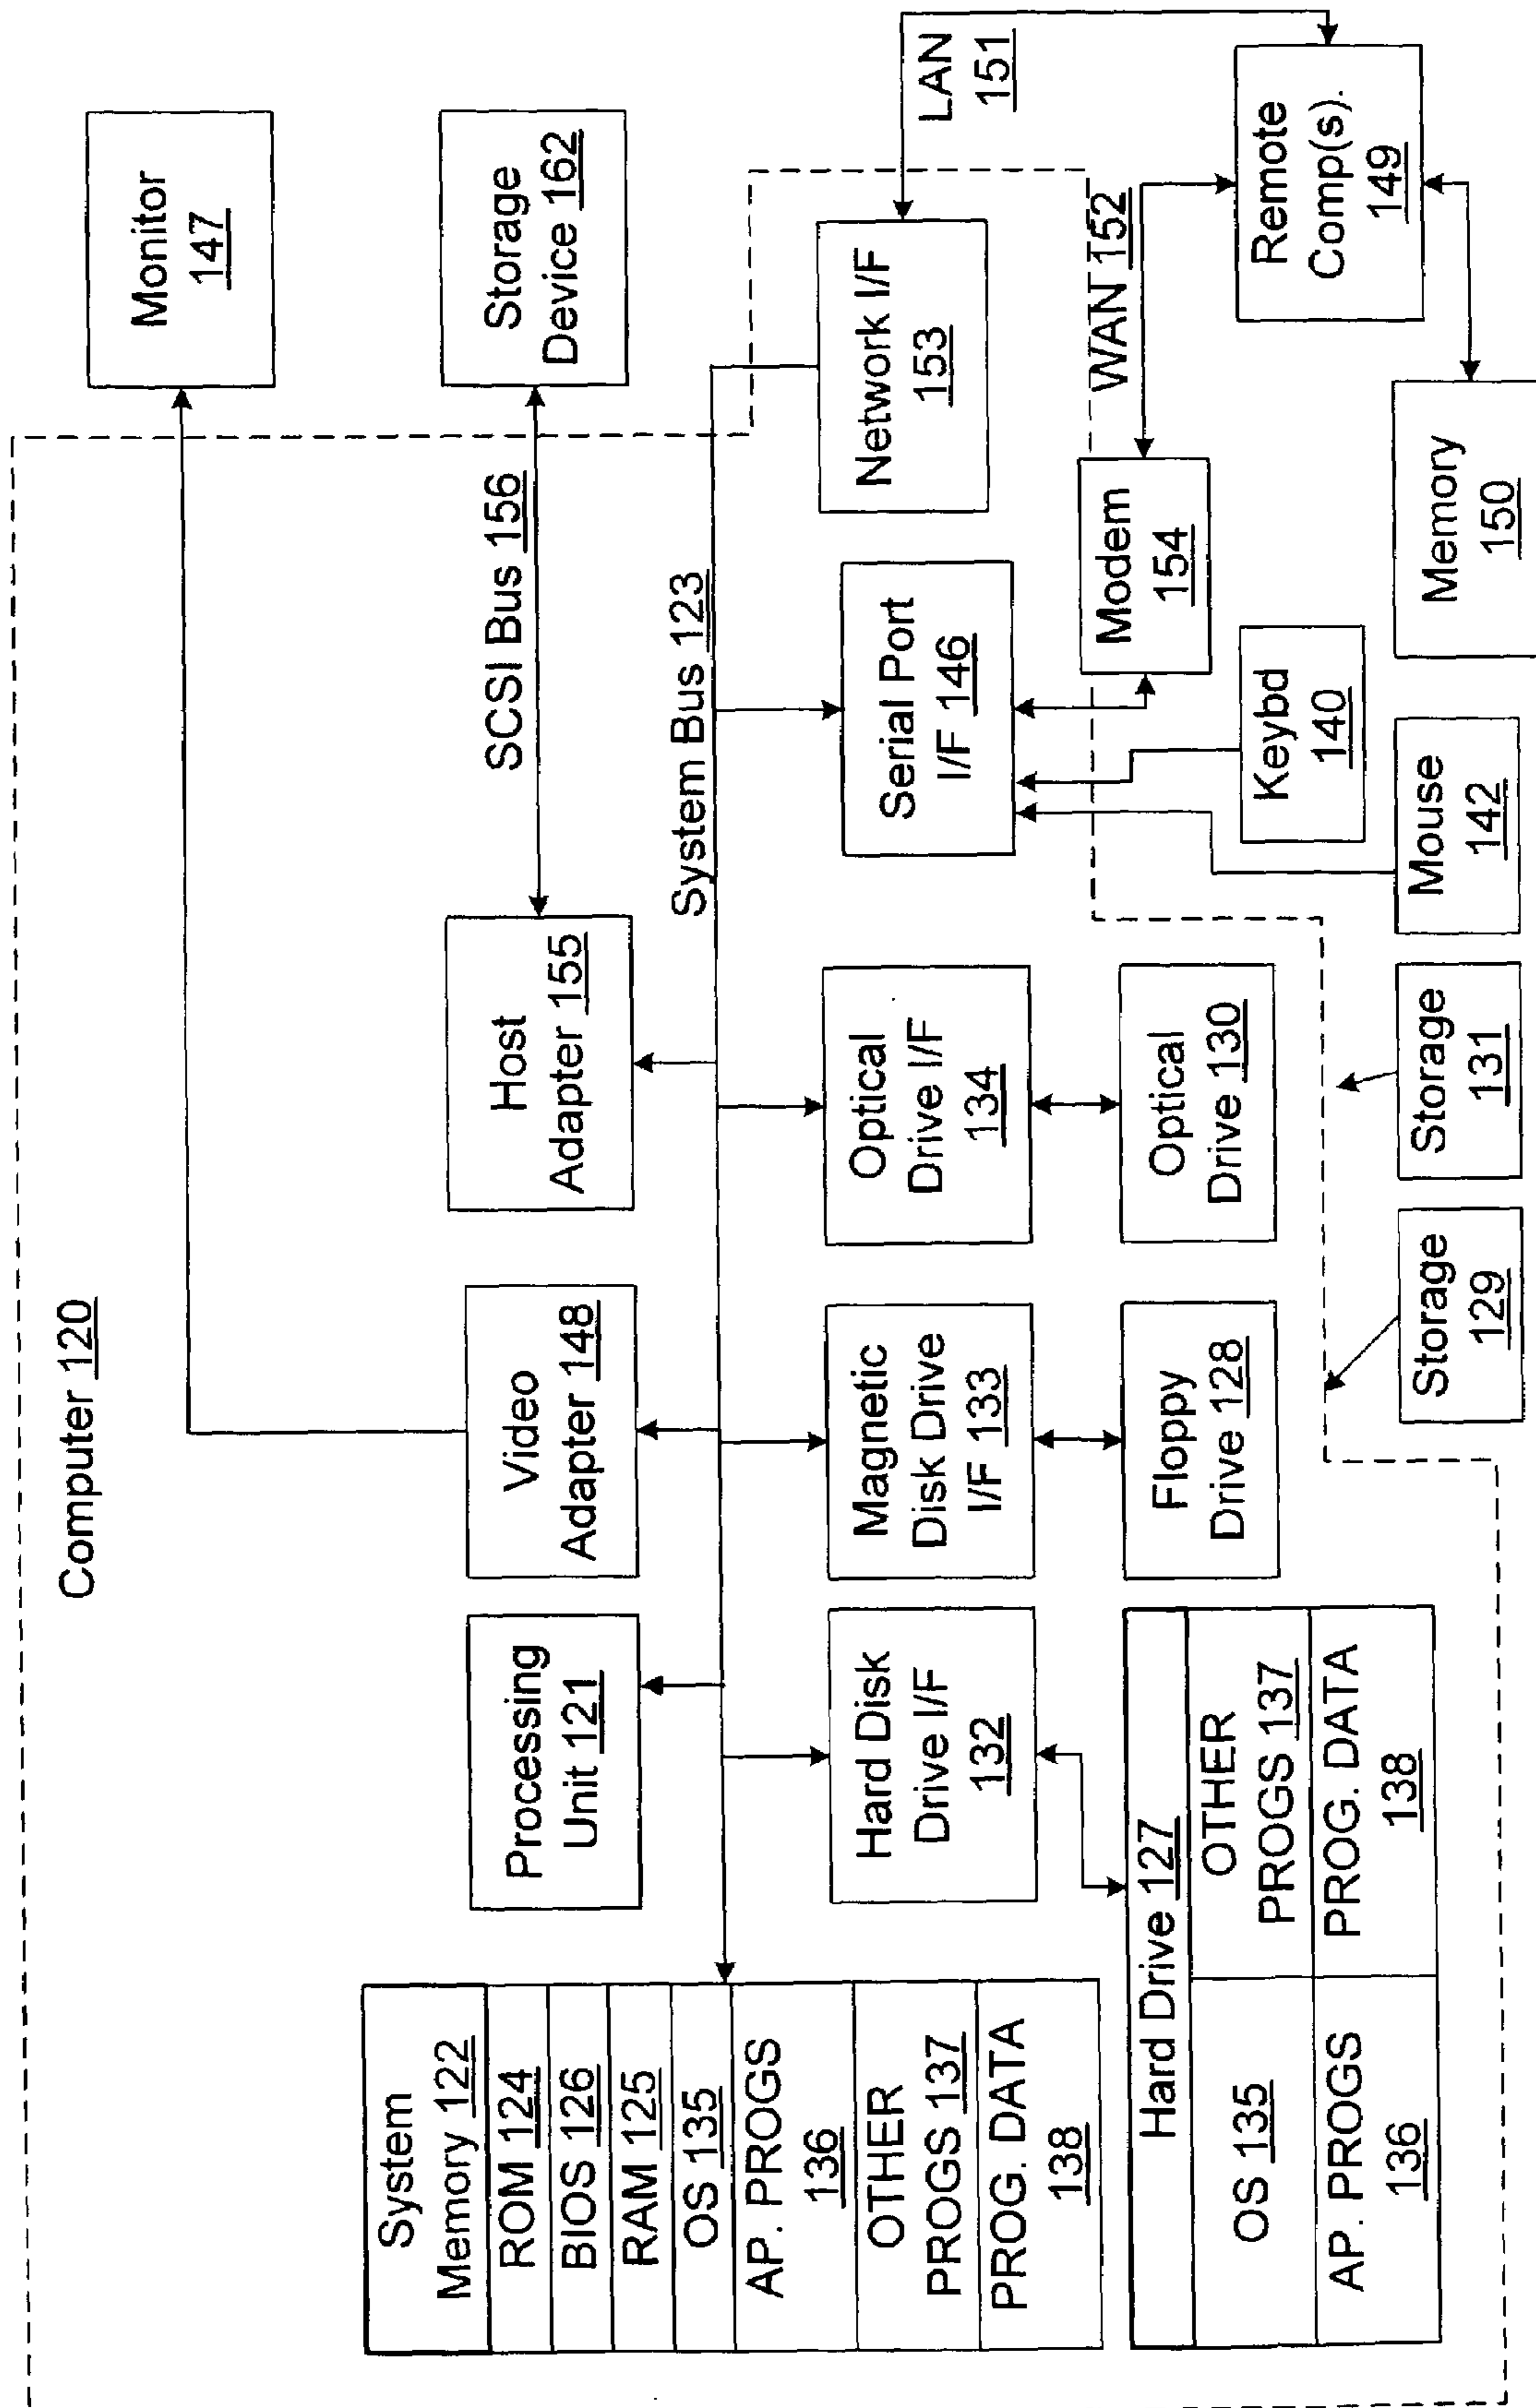 Computer 120
Monitor
147
Storage
Device 162
SCSI Bus 156
Host
Adapter 155
Video
Adapter 148
Processing
Unit 121
System
Memory 122
ROM 124
BIOS 126
RAM 125
OS 135
AP. PROGS
136
OTHER
PROGS 137
PROG. DATA
138
System Bus 123
Hard Disk
Drive I/F
132
Magnetic
Disk Drive
I/F 133
Optical
Drive I/F
134
Serial Port
I/F 146
Network I/F
153
LAN
151
Hard Drive 127
OS 135
OTHER
PROGS 137
AP. PROGS
136
PROG. DATA
138
Floppy
Drive 128
Optical
Drive 130
Modem
154
WAN 152
Remote
Comp(s).
149
Keybd
140
Storage
129
Storage
131
Mouse
142
Memory
150